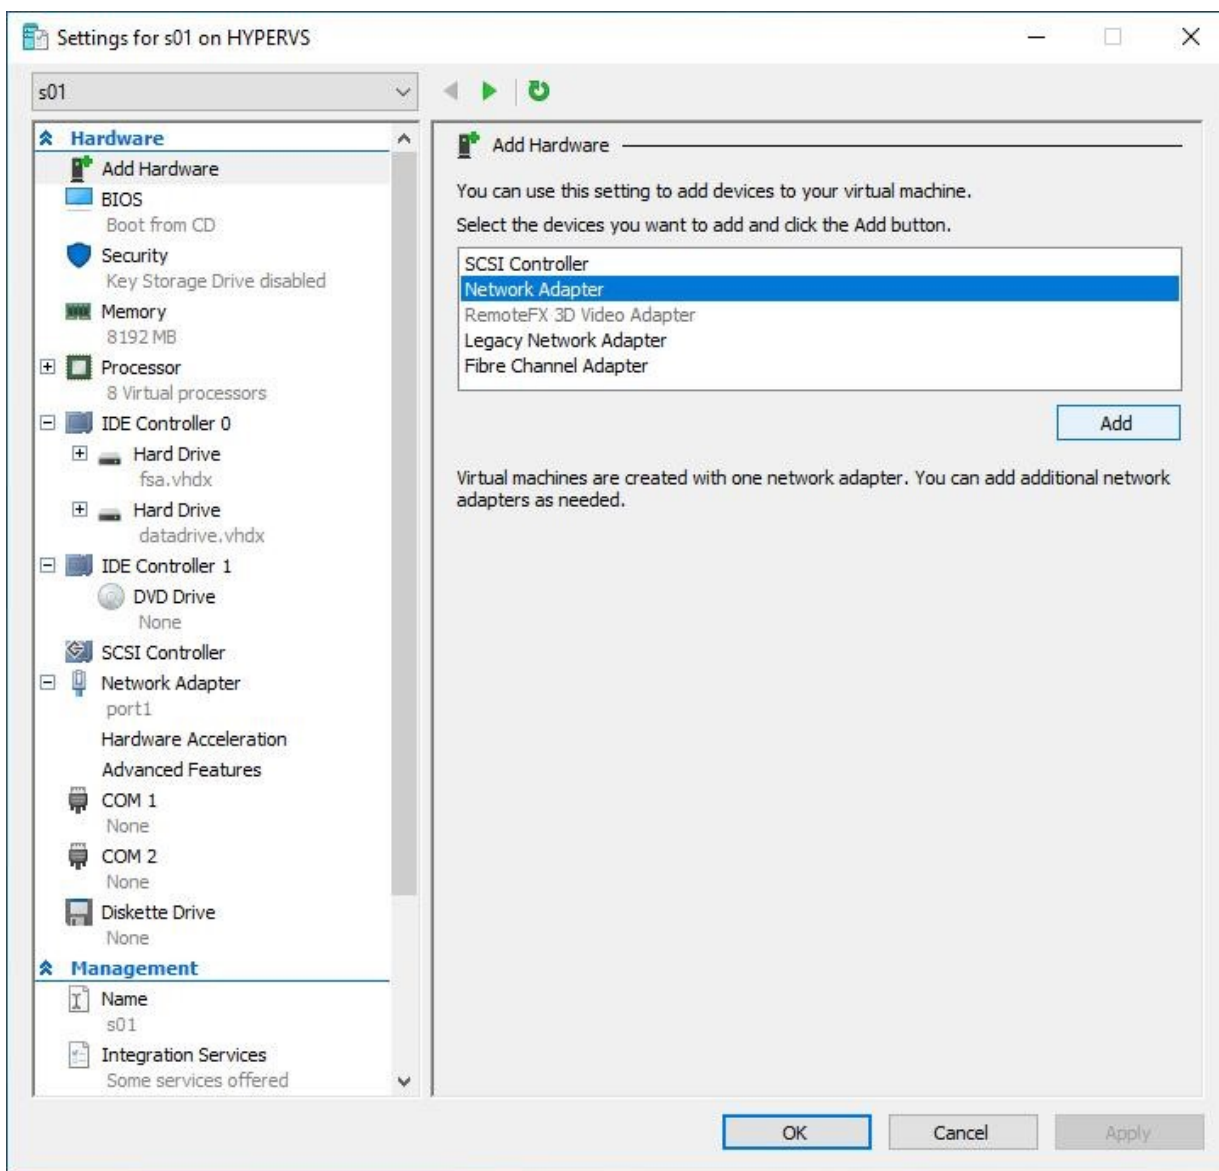 Settings for s01 on HYPERVS
s01
Hardware
Add Hardware
BIOS
Boot from CD
Security
Key Storage Drive disabled
Memory
8192 MB
Processor
8 Virtual processors
IDE Controller 0
Hard Drive
fsa.vhdx
Hard Drive
datadrive.vhdx
IDE Controller 1
DVD Drive
None
SCSI Controller
Network Adapter
port1
Hardware Acceleration
Advanced Features
COM 1
None
COM 2
None
Diskette Drive
None
Management
Name
s01
Integration Services
Some services offered
Add Hardware
You can use this setting to add devices to your virtual machine.
Select the devices you want to add and click the Add button.
SCSI Controller
Network Adapter
RemoteFX 3D Video Adapter
Legacy Network Adapter
Fibre Channel Adapter
Add
Virtual machines are created with one network adapter. You can add additional network
adapters as needed.
OK
Cancel
Apply